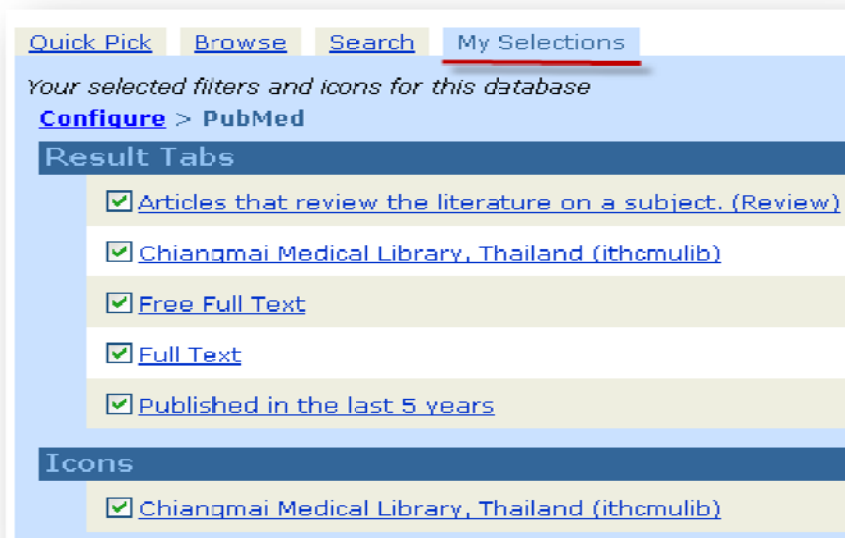 Quick Pick Browse Search My Selections
Your selected filters and icons for this database
Configure > PubMed
Result Tabs
Articles that review the literature on a subject. (Review)
Chiangmai Medical Library, Thailand (ithcmulib)
Free Full Text
Full Text
Published in the last 5 years
Icons
Chiangmai Medical Library, Thailand (ithcmulib)